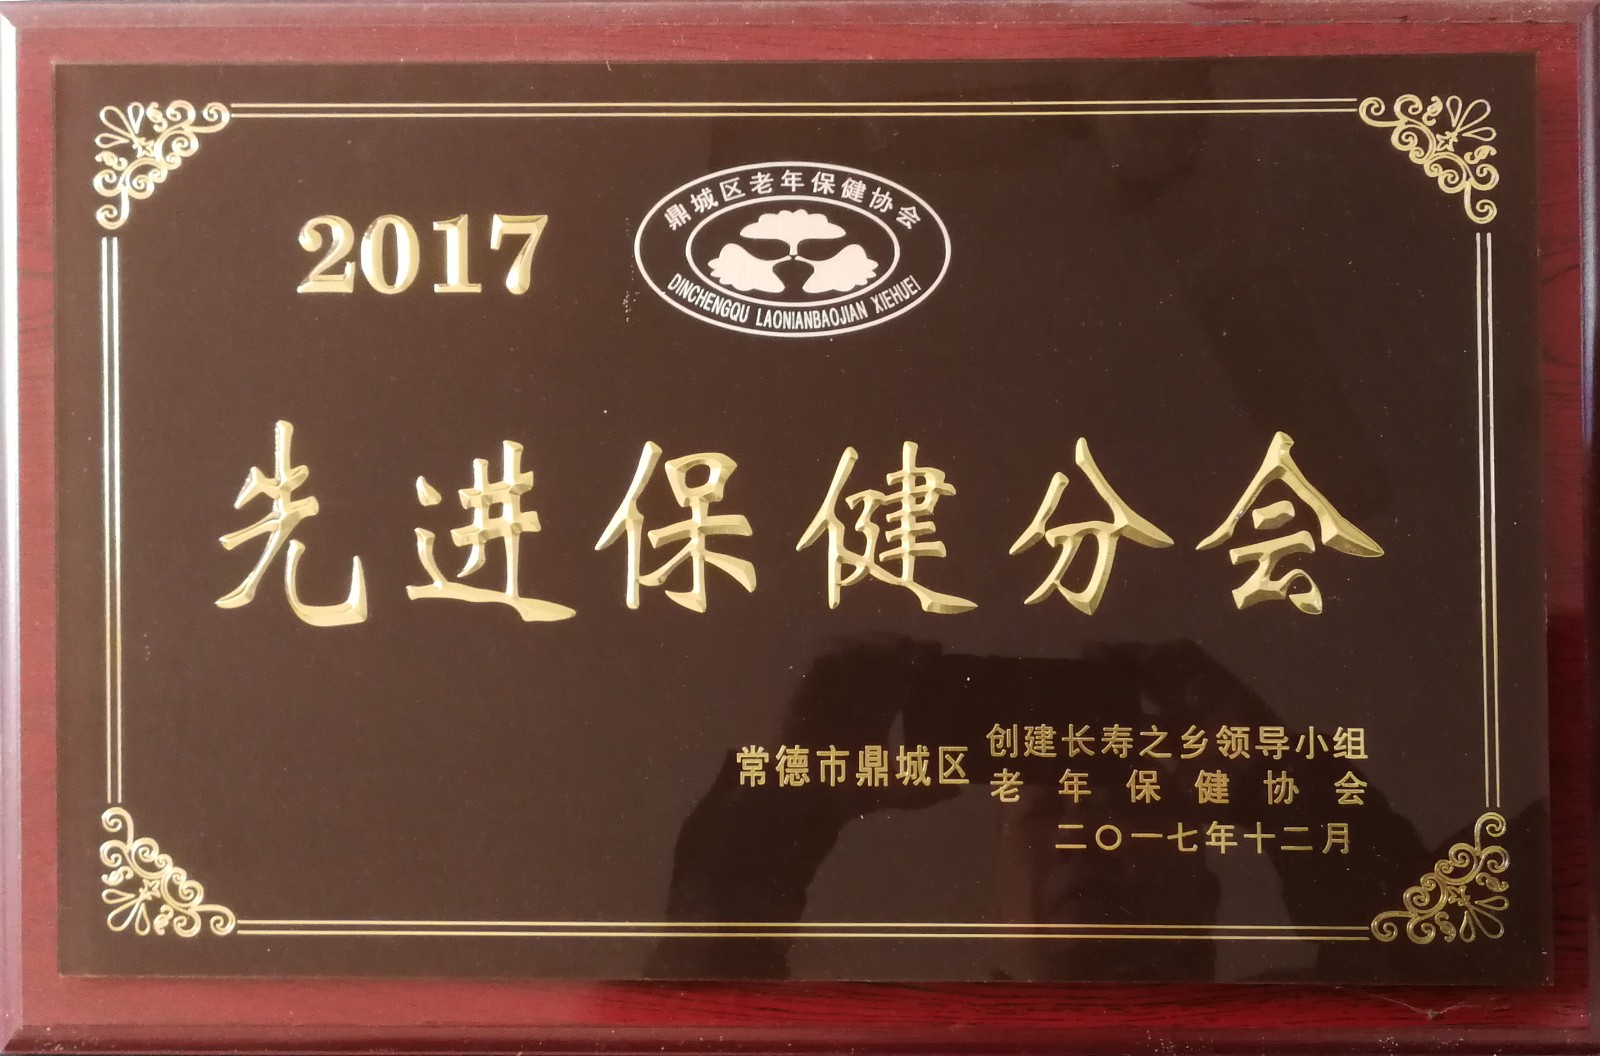 2017
鼎城区老年保健协会
DINCHENGQU LAONIANBAOJIAN XIEHUEI
先进保健分会
常德市鼎城区
创建长寿之乡领导小组
老年保健协会
二〇一七年十二月